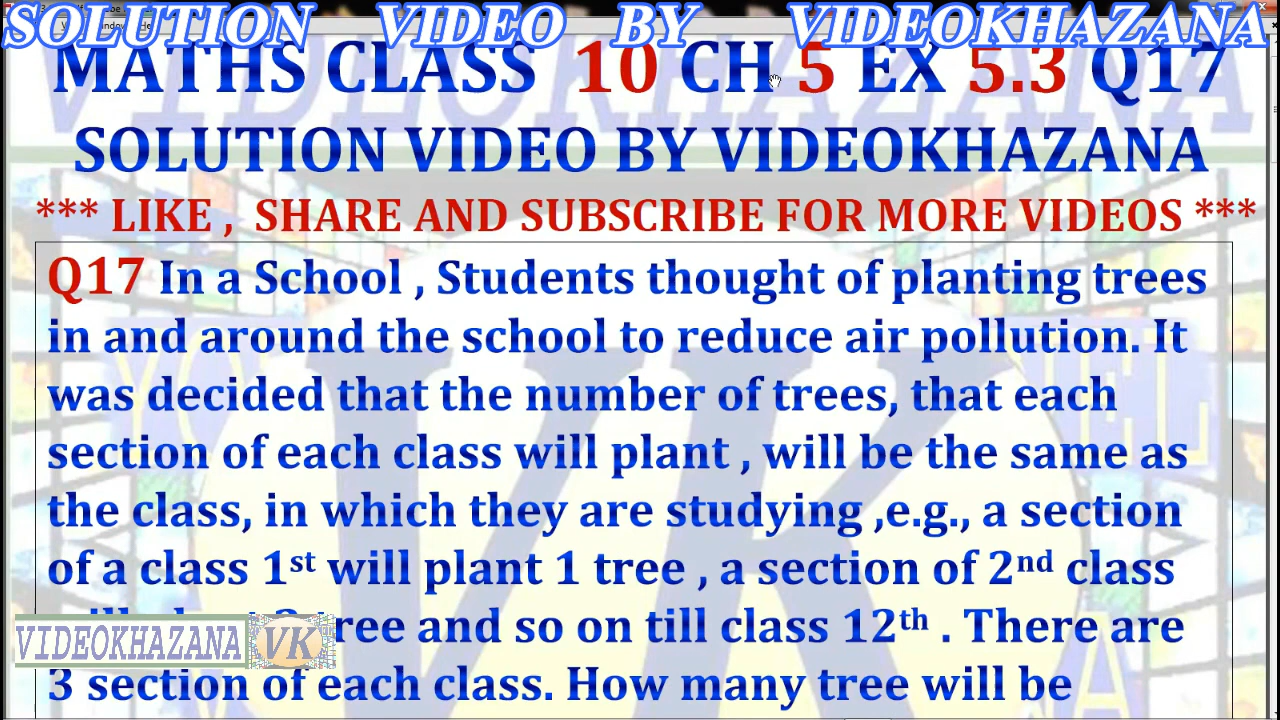 SOLUTION VIDEO BY VIDEOKHAZANA
MATHS CLASS 10 CH 5 EX 5.3 Q17
SOLUTION VIDEO BY VIDEOKHAZANA
*** LIKE , SHARE AND SUBSCRIBE FOR MORE VIDEOS ***
Q17 In a School , Students thought of planting trees
in and around the school to reduce air pollution. It
was decided that the number of trees, that each
section of each class will plant , will be the same as
the class, in which they are studying ,e.g., a section
of a class 1st will plant 1 tree , a section of 2nd class
ree and so on till class 12th . There are
VIDEOKHAZANA VK
3 section of each class. How many tree will be